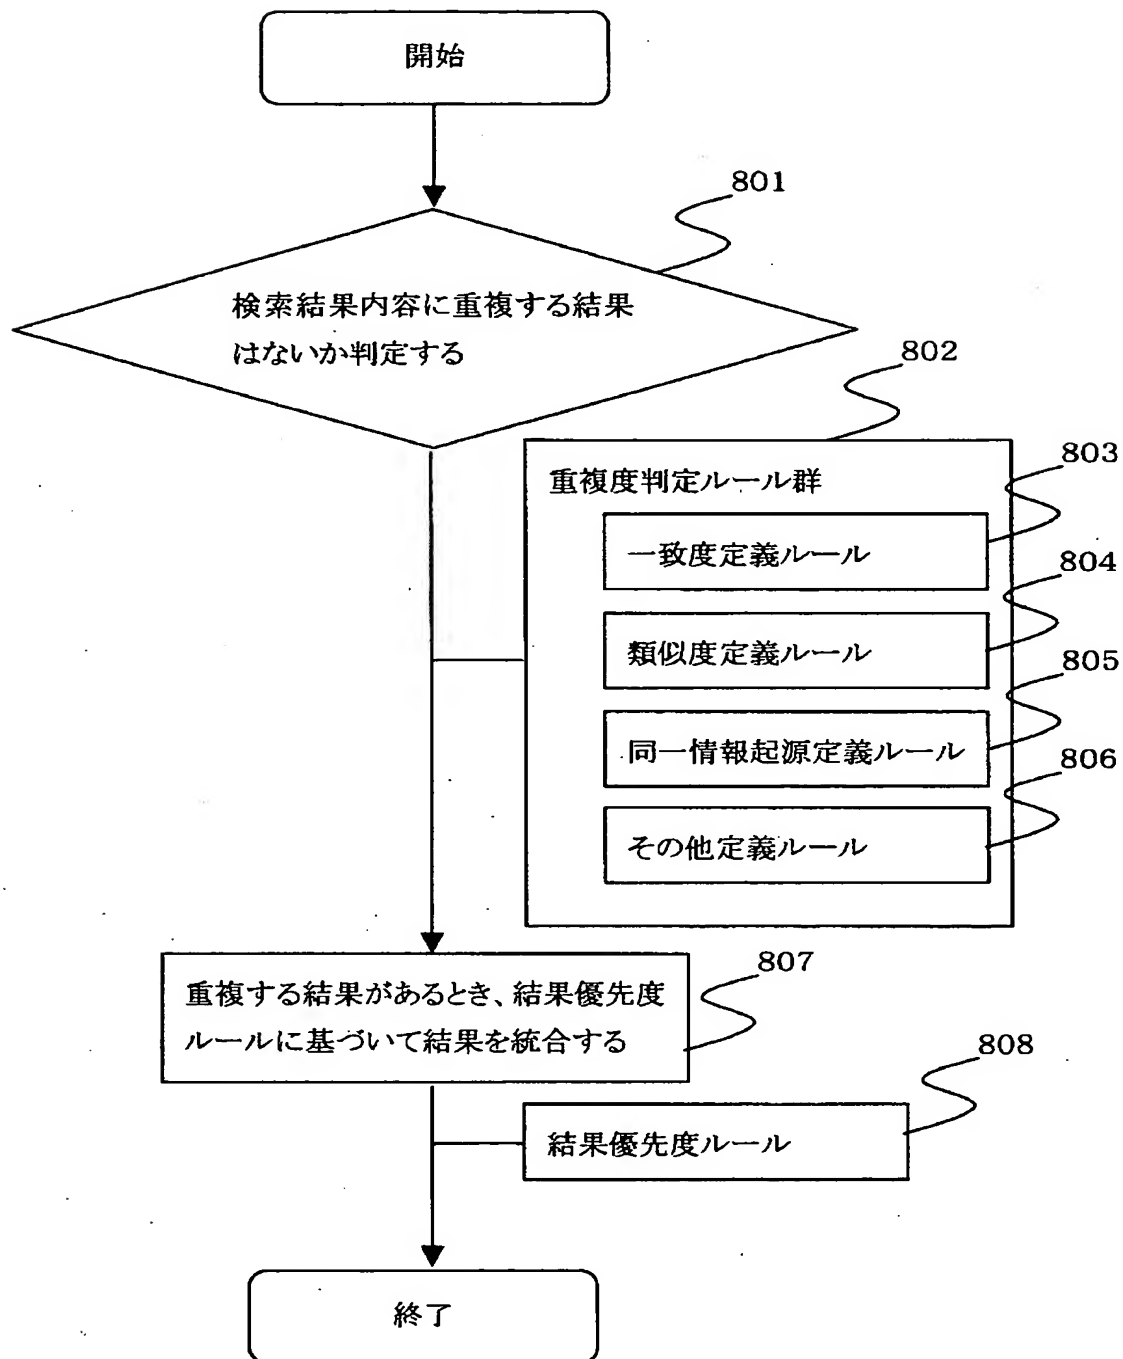 開始
801
検索結果内容に重複する結果
はないか判定する
802
重複度判定ルール群
803
一致度定義ルール
804
類似度定義ルール
805
同一情報起源定義ルール
806
その他定義ルール
807
重複する結果があるとき、結果優先度
ルールに基づいて結果を統合する
808
結果優先度ルール
終了